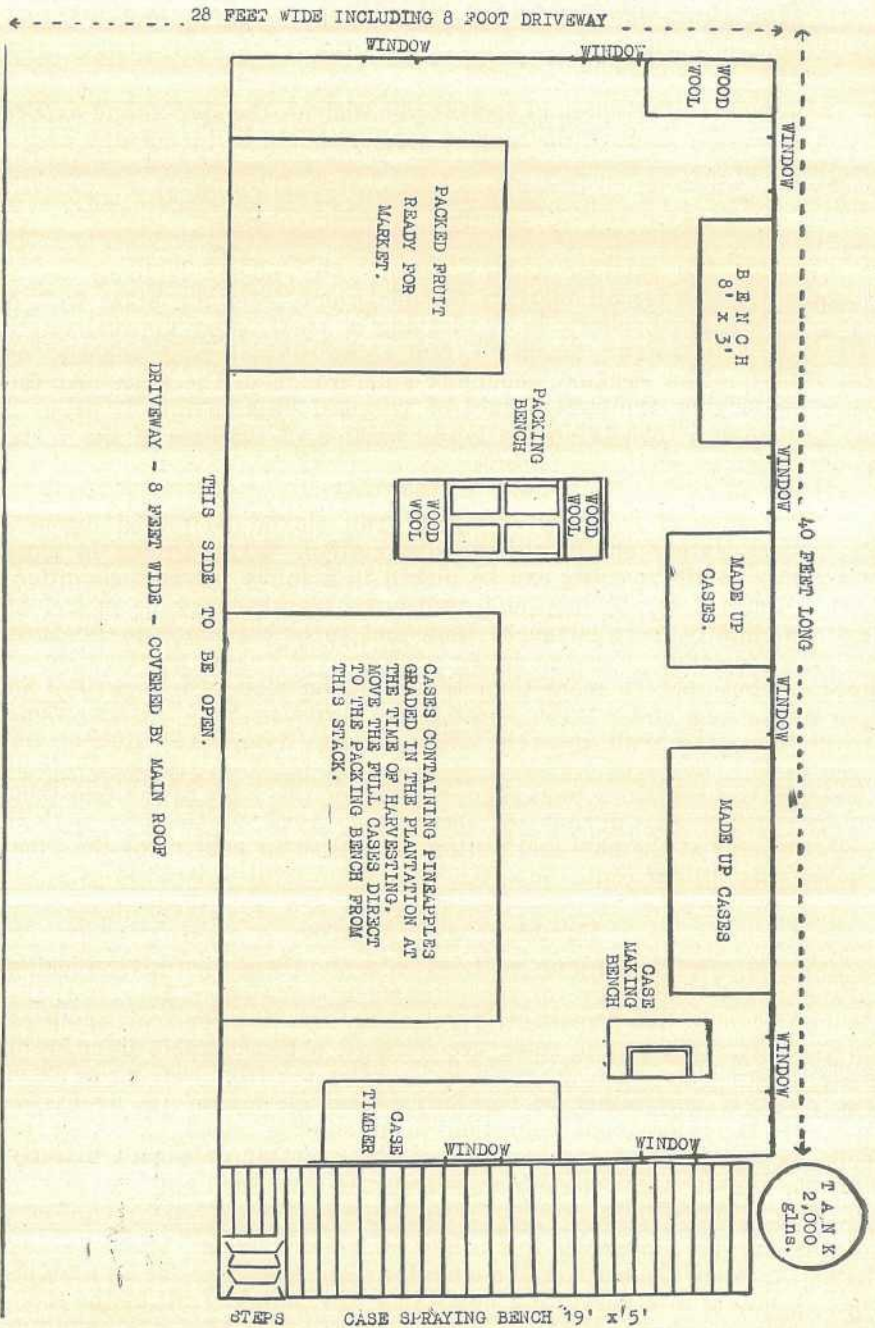 28 FEET WIDE INCLUDING 8 FOOT DRIVEWAY
WINDOW
WINDOW
WOOD
WOOL
WINDOW
40 FEET LONG
BENCH
8' x 3'
PACKED FRUIT
READY FOR
MARKET.
WINDOW
PACKING
BENCH
WOOD
WOOL
WOOD
WOOL
MADE UP
CASES
WINDOW
THIS SIDE TO BE OPEN.
DRIVEWAY - 8 FEET WIDE - COVERED BY MAIN ROOF
CASES CONTAINING PINEAPPLES
GRADED IN THE PLANTATION AT
THE TIME OF HARVESTING.
MOVE THE FULL CASES DIRECT
TO THE PACKING BENCH FROM
THIS STACK.
MADE UP CASES
CASE
MAKING
BENCH
WINDOW
CASE
TIMBER
WINDOW
WINDOW
TANK
2,000
glns.
STEPS
CASE SPRAYING BENCH 19' x 5'